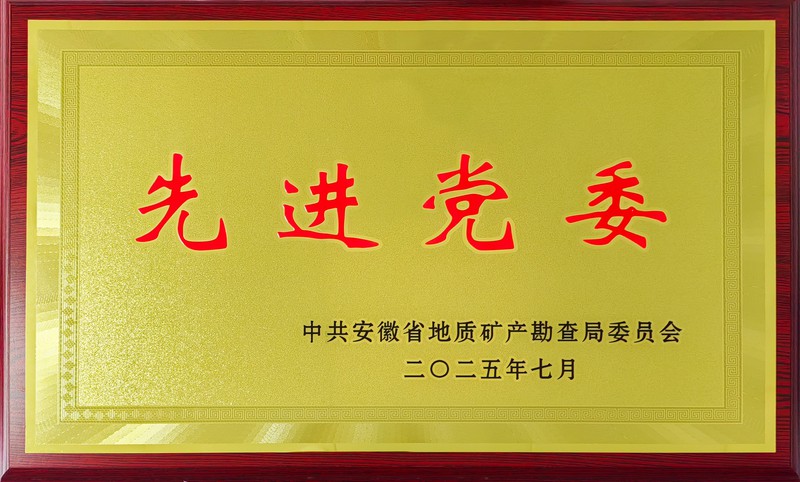 先进党委
中共安徽省地质矿产勘查局委员会
二〇二五年七月